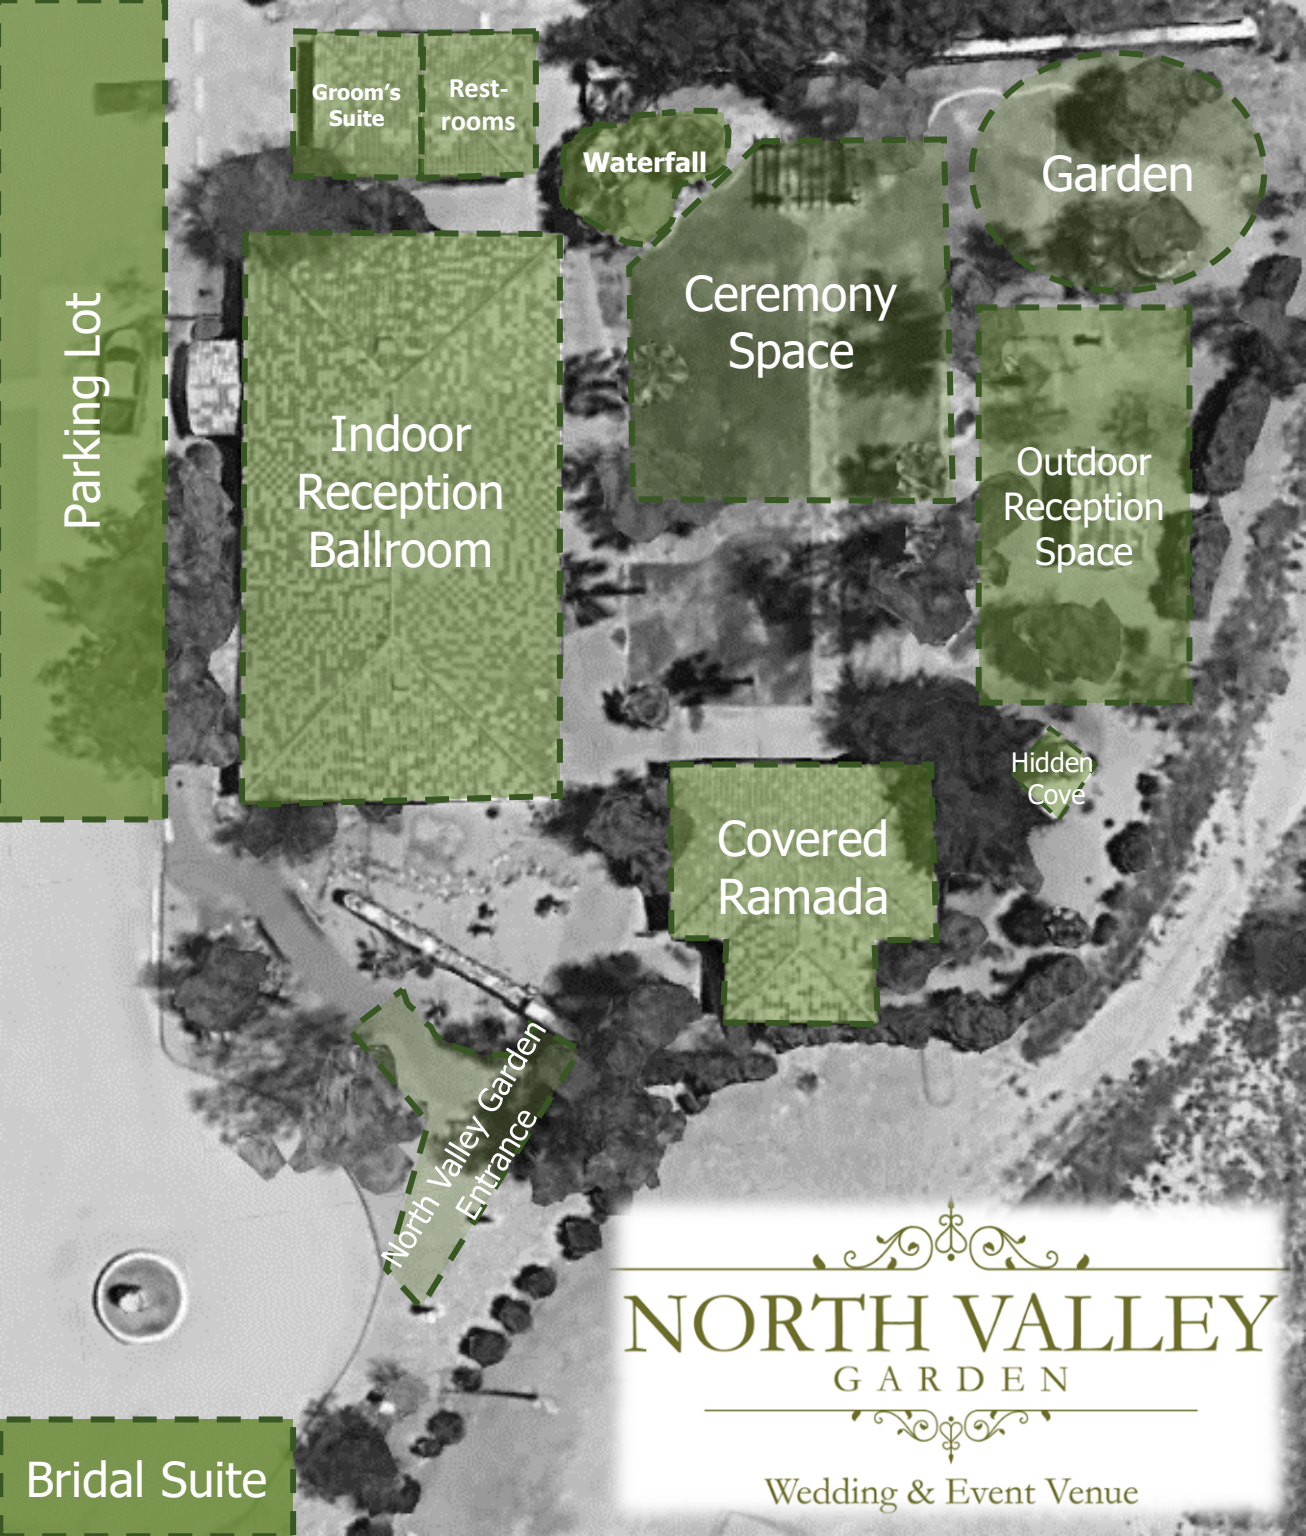 Groom's
Suite
Rest-
rooms
Waterfall
Garden
Parking Lot
Ceremony
Space
Indoor
Reception
Ballroom
Outdoor
Reception
Space
Hidden
Cove
Covered
Ramada
North Valley Garden
Entrance
Bridal Suite
NORTH VALLEY
GARDEN
Wedding & Event Venue